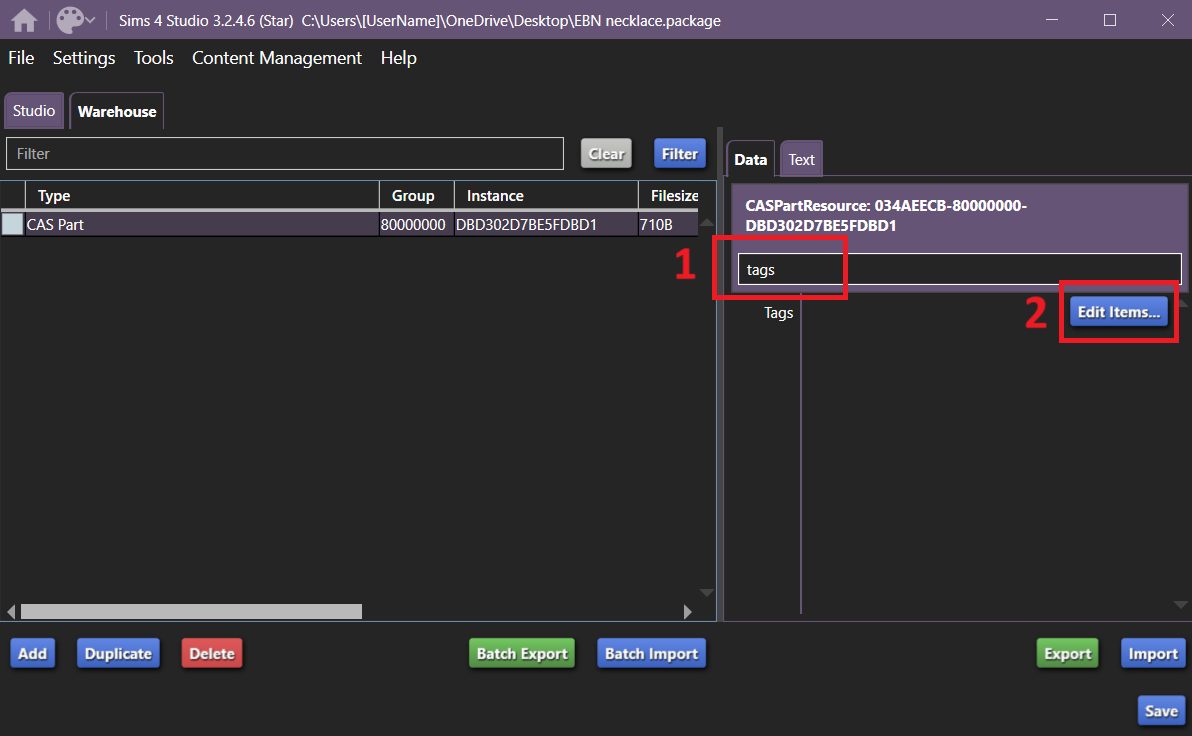 Sims 4 Studio 3.2.4.6 (Star) C:\Users\[UserName]\OneDrive\Desktop\EBN necklace.package
File Settings Tools Content Management Help
Studio Warehouse
Filter Clear Filter
Data Text
Type Group Instance Filesize
CAS Part 80000000 DBD302D7BE5FDBD1 710B
CASPartResource: 034AEECB-80000000-
DBD302D7BE5FDBD1
1 tags
Tags 2 Edit Items...
Add Duplicate Delete Batch Export Batch Import Export Import
Save